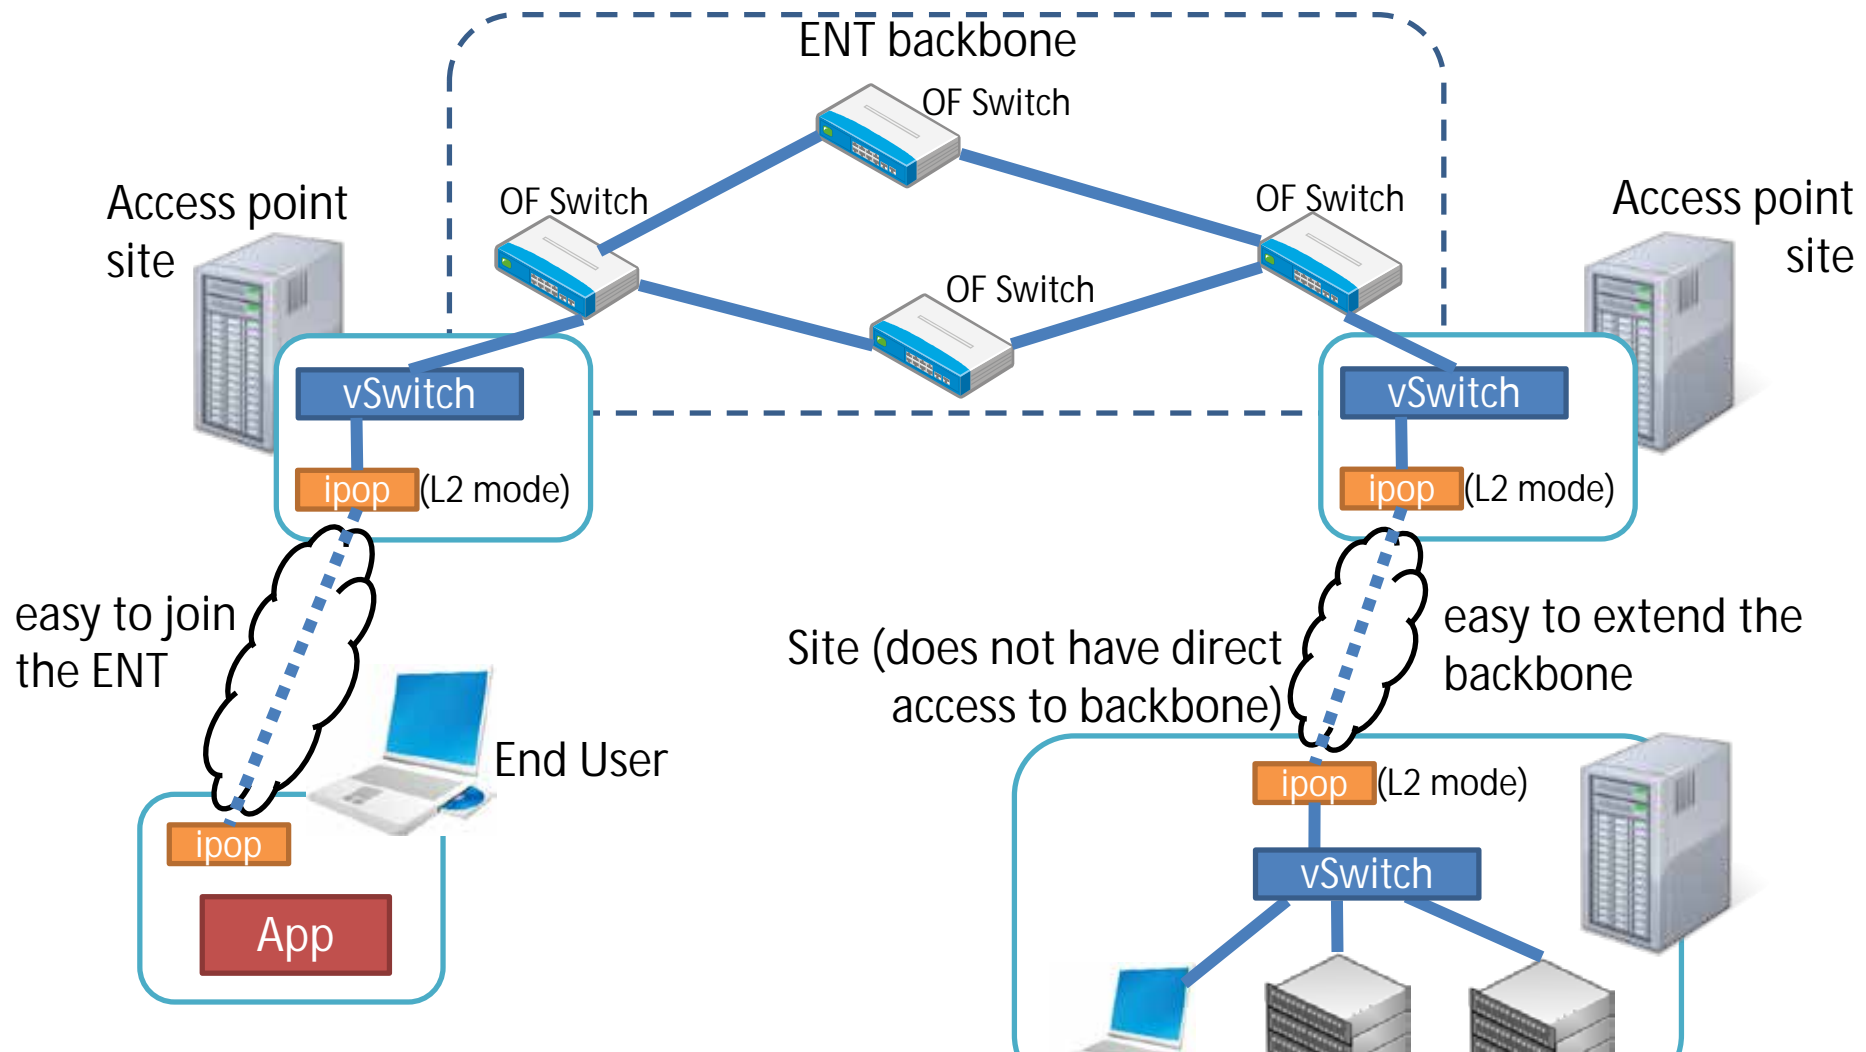 ENT backbone
OF Switch
OF Switch
OF Switch
OF Switch
Access point
site
Access point
site
vSwitch
ipop (L2 mode)
vSwitch
ipop (L2 mode)
easy to join
the ENT
End User
ipop
App
Site (does not have direct
access to backbone)
easy to extend the
backbone
ipop (L2 mode)
vSwitch